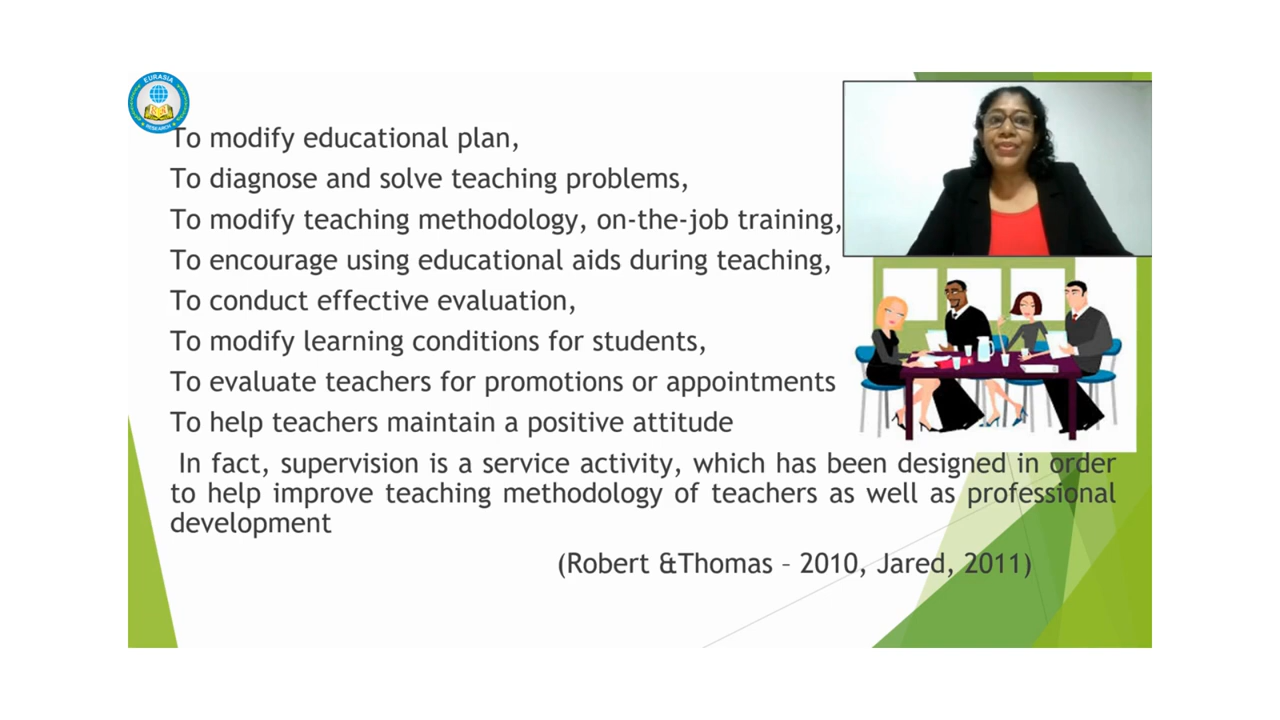 EURASIA
RESEARCH
To modify educational plan,
To diagnose and solve teaching problems,
To modify teaching methodology, on-the-job training,
To encourage using educational aids during teaching,
To conduct effective evaluation,
To modify learning conditions for students,
To evaluate teachers for promotions or appointments
To help teachers maintain a positive attitude
In fact, supervision is a service activity, which has been designed in order
to help improve teaching methodology of teachers as well as professional
development
(Robert &Thomas – 2010, Jared, 2011)